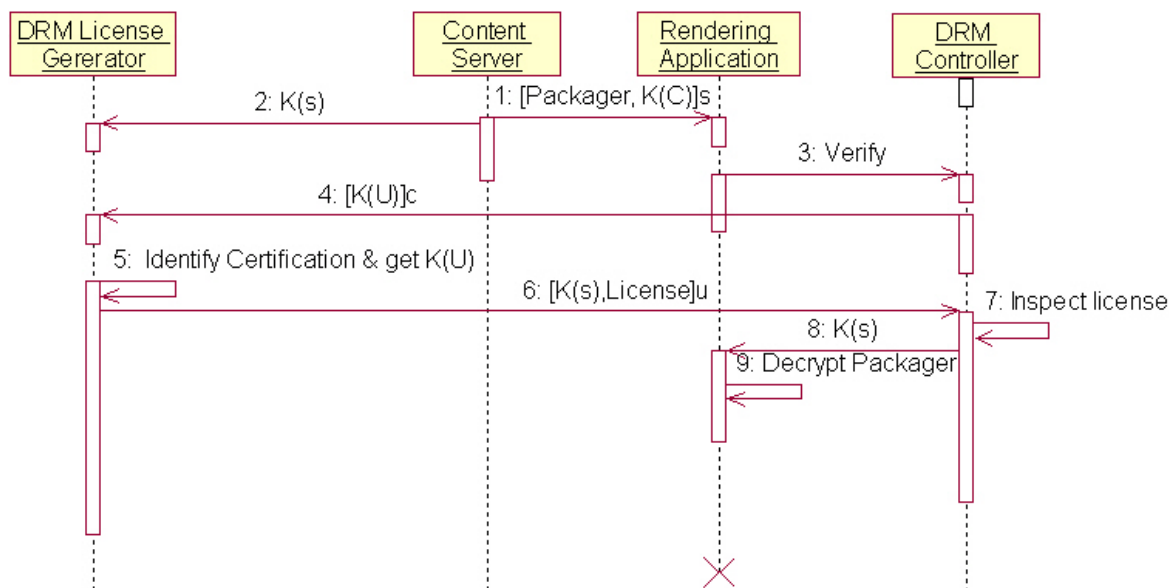 DRM License
Gererator
Content
Server
Rendering
Application
DRM
Controller
2: K(s)
1: [Packager, K(C)]s
3: Verify
4: [K(U)]c
5: Identify Certification & get K(U)
6: [K(s),License]u
7: Inspect license
8: K(s)
9: Decrypt Packager